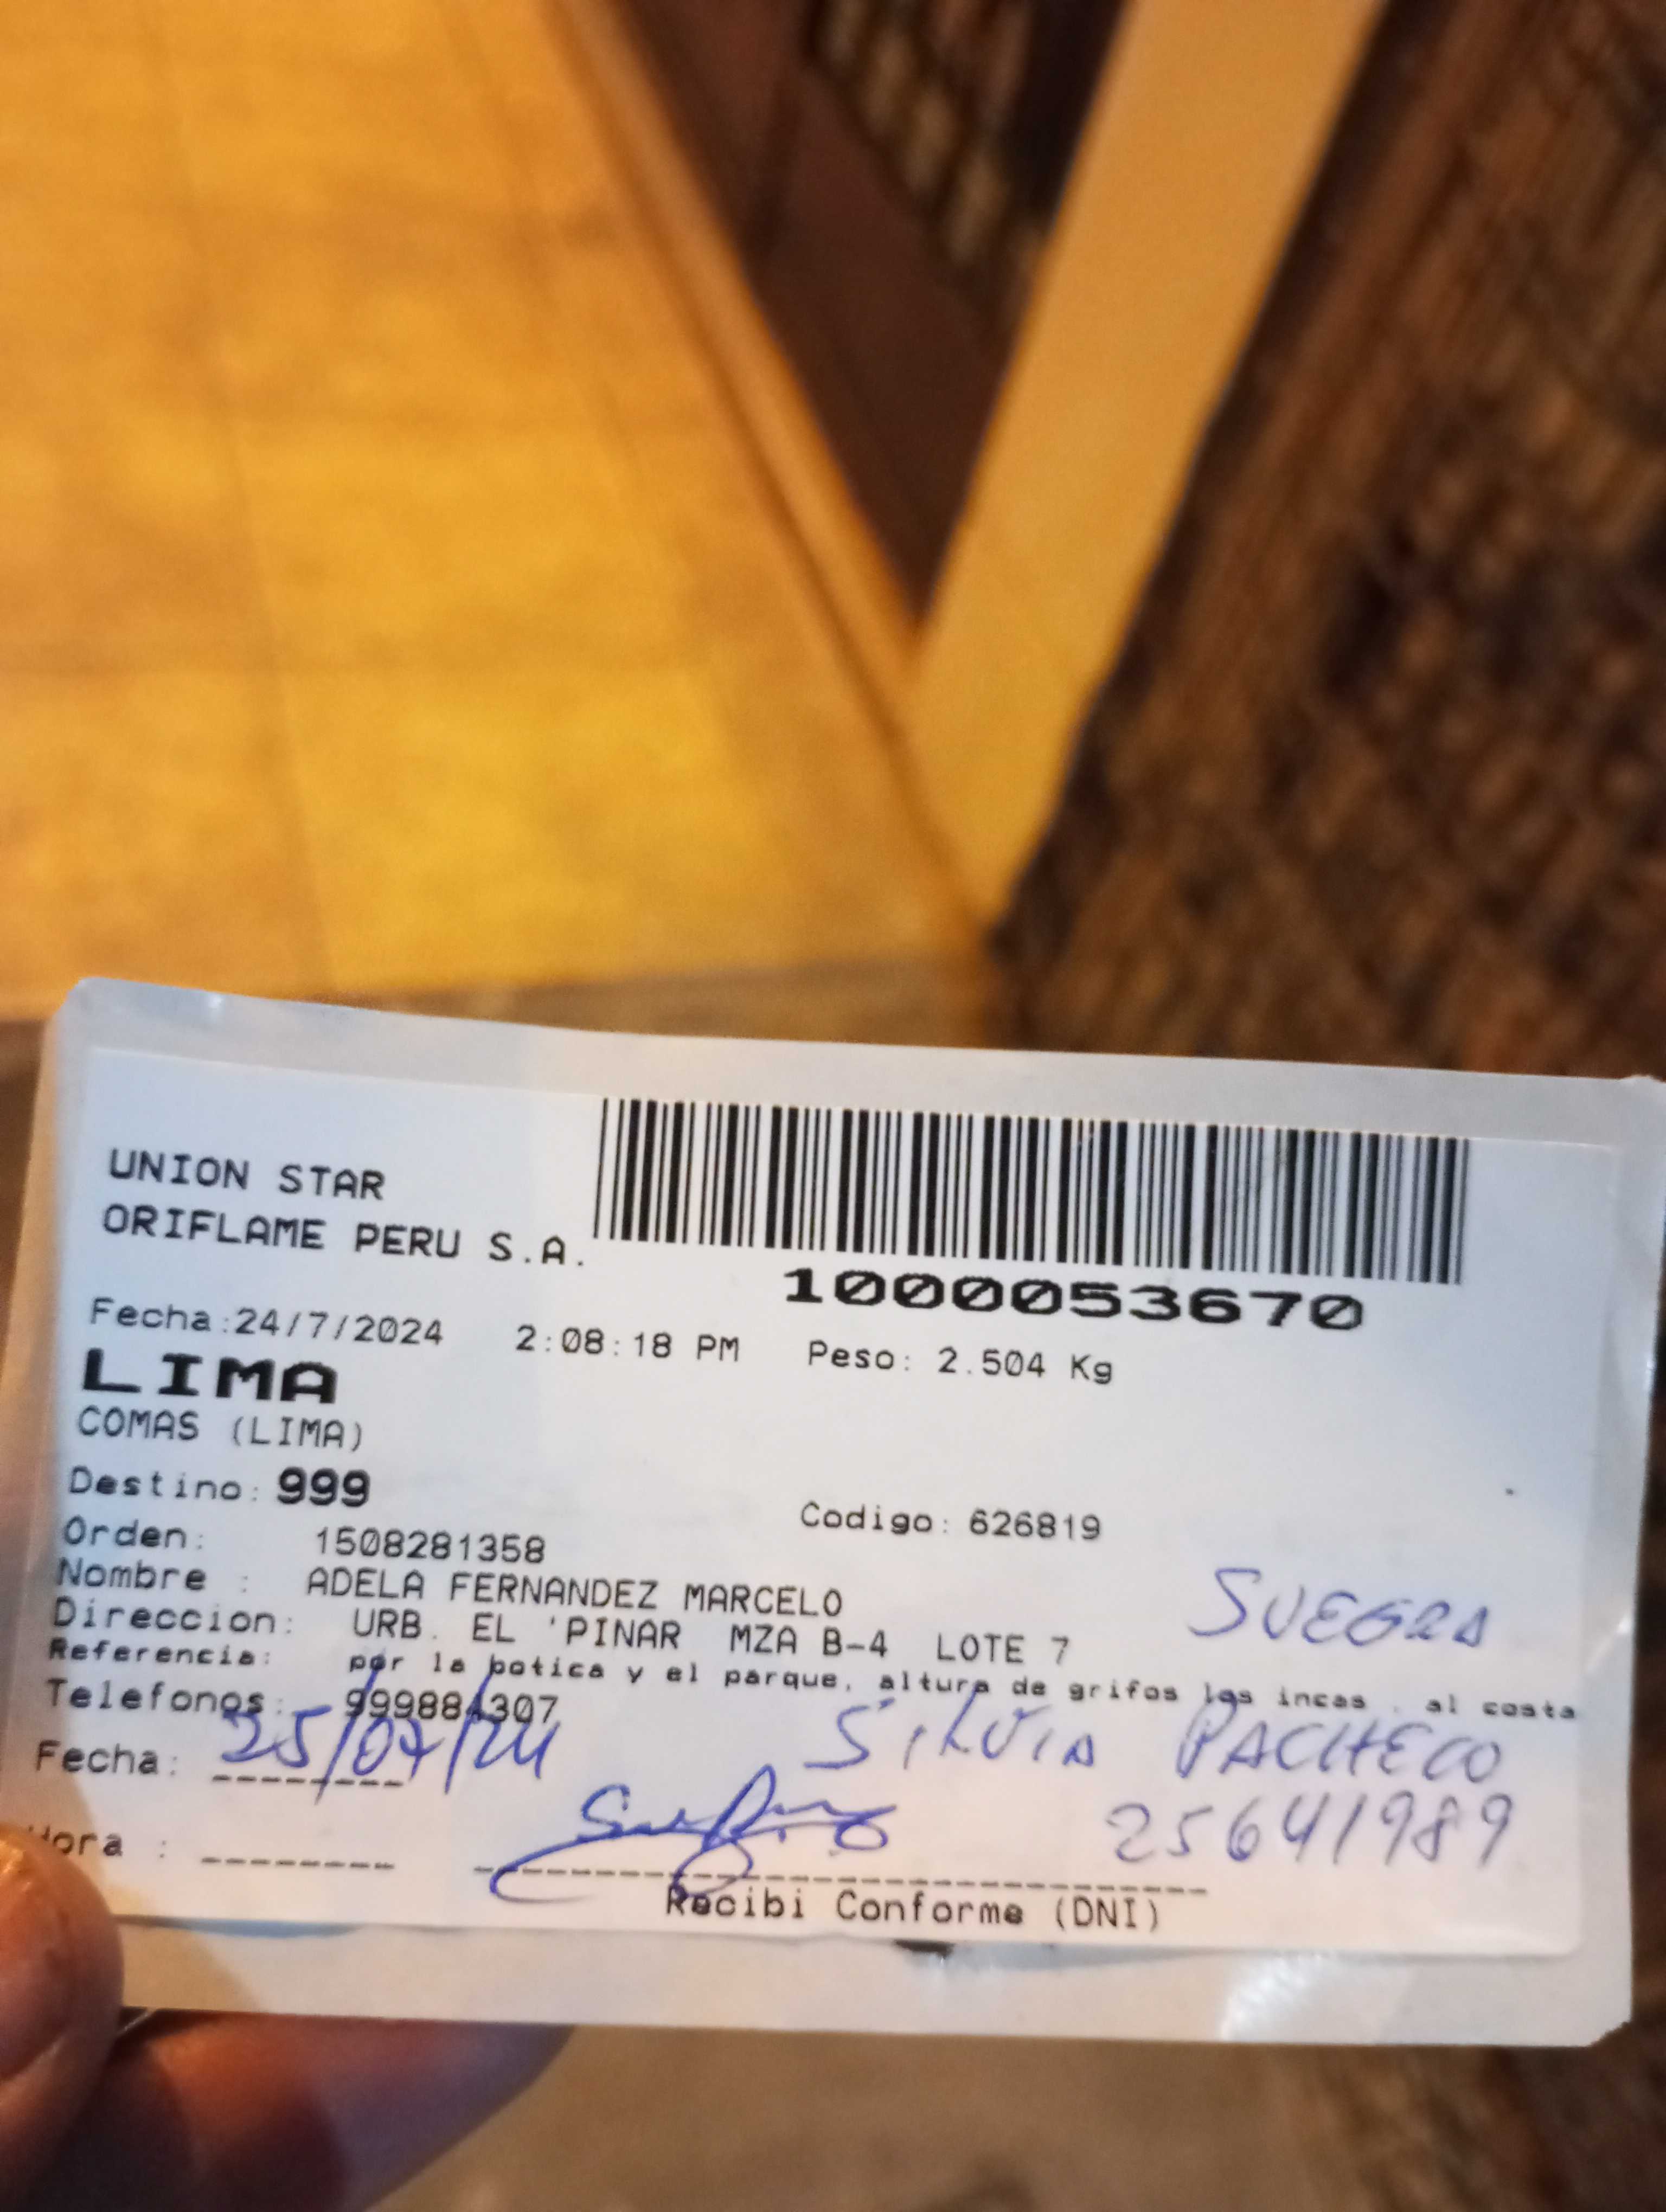 UNION STAR
ORIFLAME PERU S.A.
1000053670
Fecha:24/7/2024 2:08:18 PM Peso: 2.504 Kg
LIMA
COMAS (LIMA)
Destino: 999
Codigo: 626819
Orden: 1508281358
Nombre : ADELA FERNANDEZ MARCELO
SUEGRA
Direccion: URB. EL 'PINAR MZA B-4 LOTE 7
Referencia: por la botica y el parque, altura de grifos los incas . al costa
Telefonos: 999884307
SILVIA PACHECO
Fecha: 25/07/24
25641989
Hora :
Recibi Conforme (DNI)